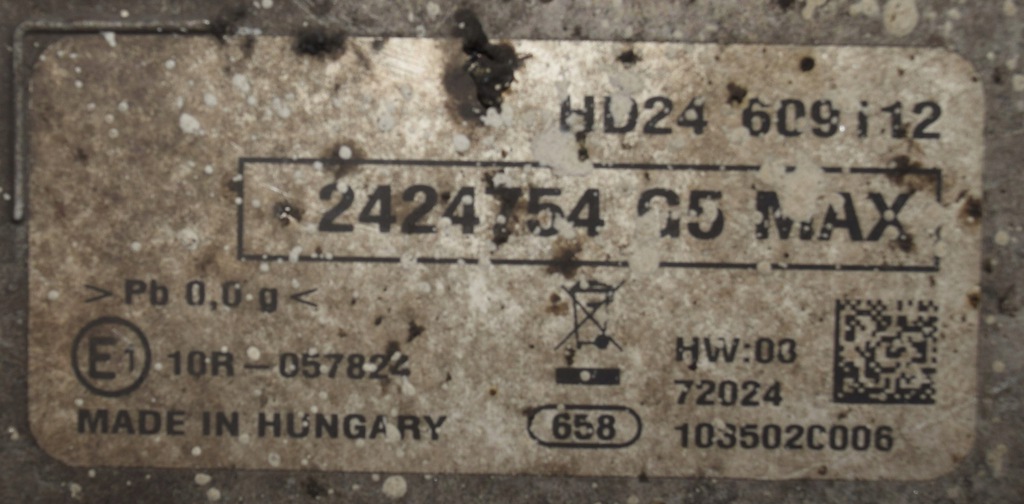 HD24 609112
2424754 G5 MAX
>Pb 0,0 g<
E1 10R-057824
MADE IN HUNGARY
658
HW:03
72024
103502C006